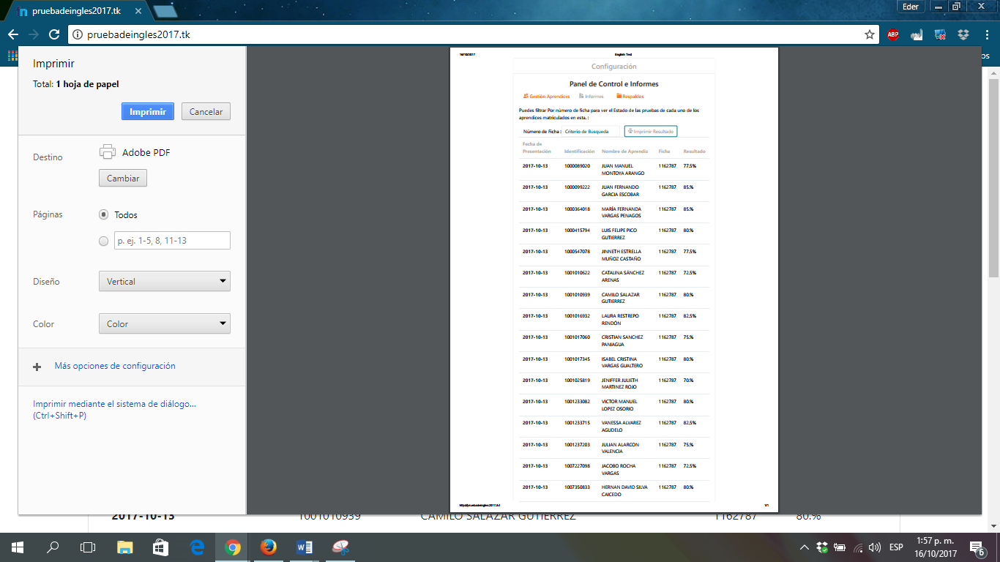 pruebadeingles2017.tk
Eder
pruebadeingles2017.tk
ABP
os
Imprimir
Total: 1 hoja de papel
Imprimir
Cancelar
Destino
Adobe PDF
Cambiar
Páginas
Todos
p. ej. 1-5, 8, 11-13
Diseño
Vertical
Color
Color
Más opciones de configuración
Imprimir mediante el sistema de diálogo...
(Ctrl+Shift+P)
16/10/2017 English Test
Configuración
Panel de Control e Informes
Gestión Aprendices Informes Respaldos
Puedes filtrar Por número de ficha para ver el Estado de las pruebas de cada uno de los
aprendices matriculados en esta. :
Número de Ficha : Criterio de Busqueda Imprimir Resultado
Fecha de
Presentación Identificación Nombre de Aprendiz Ficha Resultado
2017-10-13 1000089020 JUAN MANUEL 1162787 77.5%
MONTOYA ARANGO
2017-10-13 1000099222 JUAN FERNANDO 1162787 85.%
GARCIA ESCOBAR
2017-10-13 1000364018 MARÍA FERNANDA 1162787 85.%
VARGAS PENAGOS
2017-10-13 1000415794 LUIS FELIPE PICO 1162787 80.%
GUTIERREZ
2017-10-13 1000547078 JINNETH ESTRELLA 1162787 77.5%
MUÑOZ CASTAÑO
2017-10-13 1001010622 CATALINA SÁNCHEZ 1162787 72.5%
ARENAS
2017-10-13 1001010939 CAMILO SALAZAR 1162787 80.%
GUTIERREZ
2017-10-13 1001016932 LAURA RESTREPO 1162787 82.5%
RENDÓN
2017-10-13 1001017060 CRISTIAN SANCHEZ 1162787 75.%
PANIAGUA
2017-10-13 1001017345 ISABEL CRISTINA 1162787 80.%
VARGAS GUALTERO
2017-10-13 1001025819 JENIFFER JULIETH 1162787 70.%
MARTINEZ ROJO
2017-10-13 1001233082 VICTOR MANUEL 1162787 80.%
LOPEZ OSORIO
2017-10-13 1001233715 VANESSA ALVAREZ 1162787 82.5%
AGUDELO
2017-10-13 1001237203 JULIAN ALARCON 1162787 75.%
VALENCIA
2017-10-13 1007227098 JACOBO ROCHA 1162787 72.5%
VARGAS
2017-10-13 1007350833 HERNAN DAVID SILVA 1162787 80.%
CAICEDO
http://pruebadeingles2017.tk/ 1/1
2017-10-13 1001010939 CAMILO SALAZAR GUTIERREZ 1162787 80.%
ESP
1:57 p. m.
16/10/2017
6